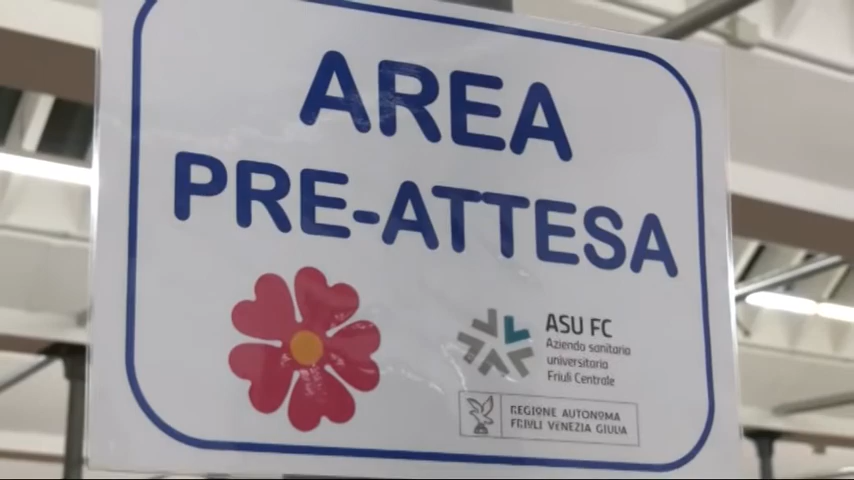 AREA
PRE-ATTESA
ASU FC
Azienda sanitaria
universitaria
Friuli Centrale
REGIONE AUTONOMA
FRIULI VENEZIA GIULIA